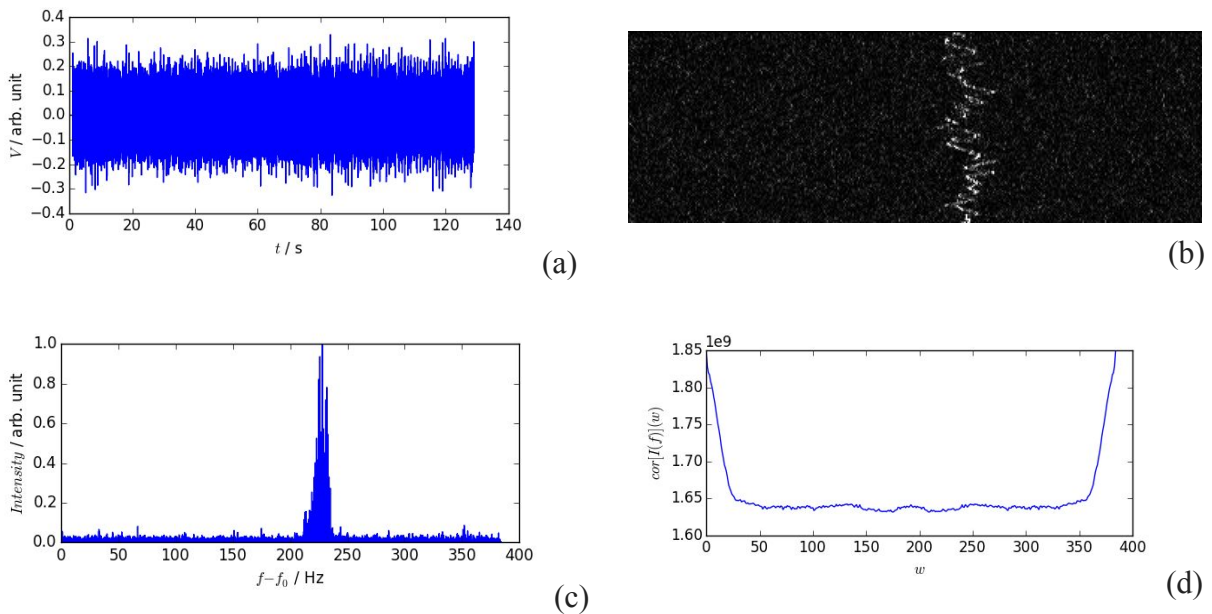 0.4
0.3
0.2
0.1
0.0
−0.1
−0.2
−0.3
−0.4
V / arb. unit
0 20 40 60 80 100 120 140
t / s
(a)
(b)
1.0
0.8
0.6
0.4
0.2
0.0
Intensity / arb. unit
0 50 100 150 200 250 300 350 400
f−f₀ / Hz
(c)
1e9
1.85
1.80
1.75
1.70
1.65
1.60
cor[I(f)](w)
0 50 100 150 200 250 300 350 400
w
(d)